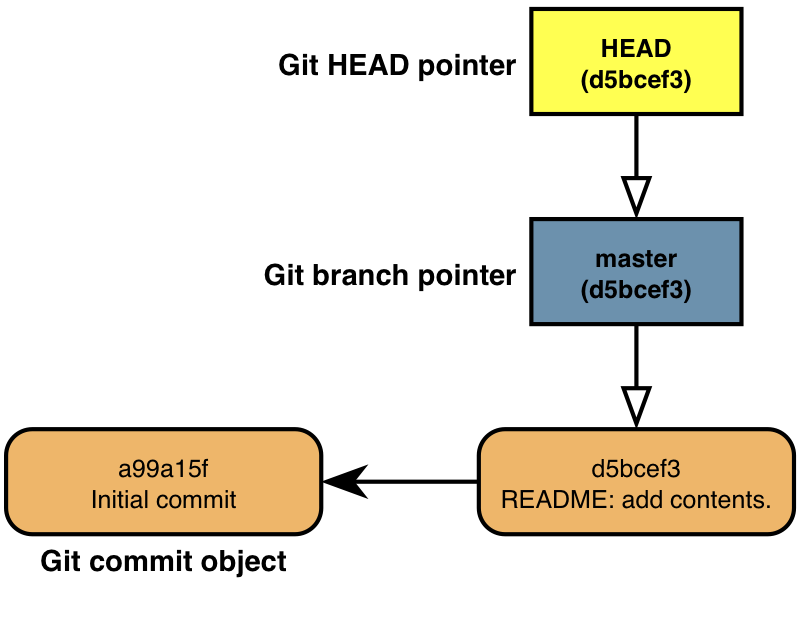 Git HEAD pointer
HEAD
(d5bcef3)
Git branch pointer
master
(d5bcef3)
a99a15f
Initial commit
d5bcef3
README: add contents.
Git commit object